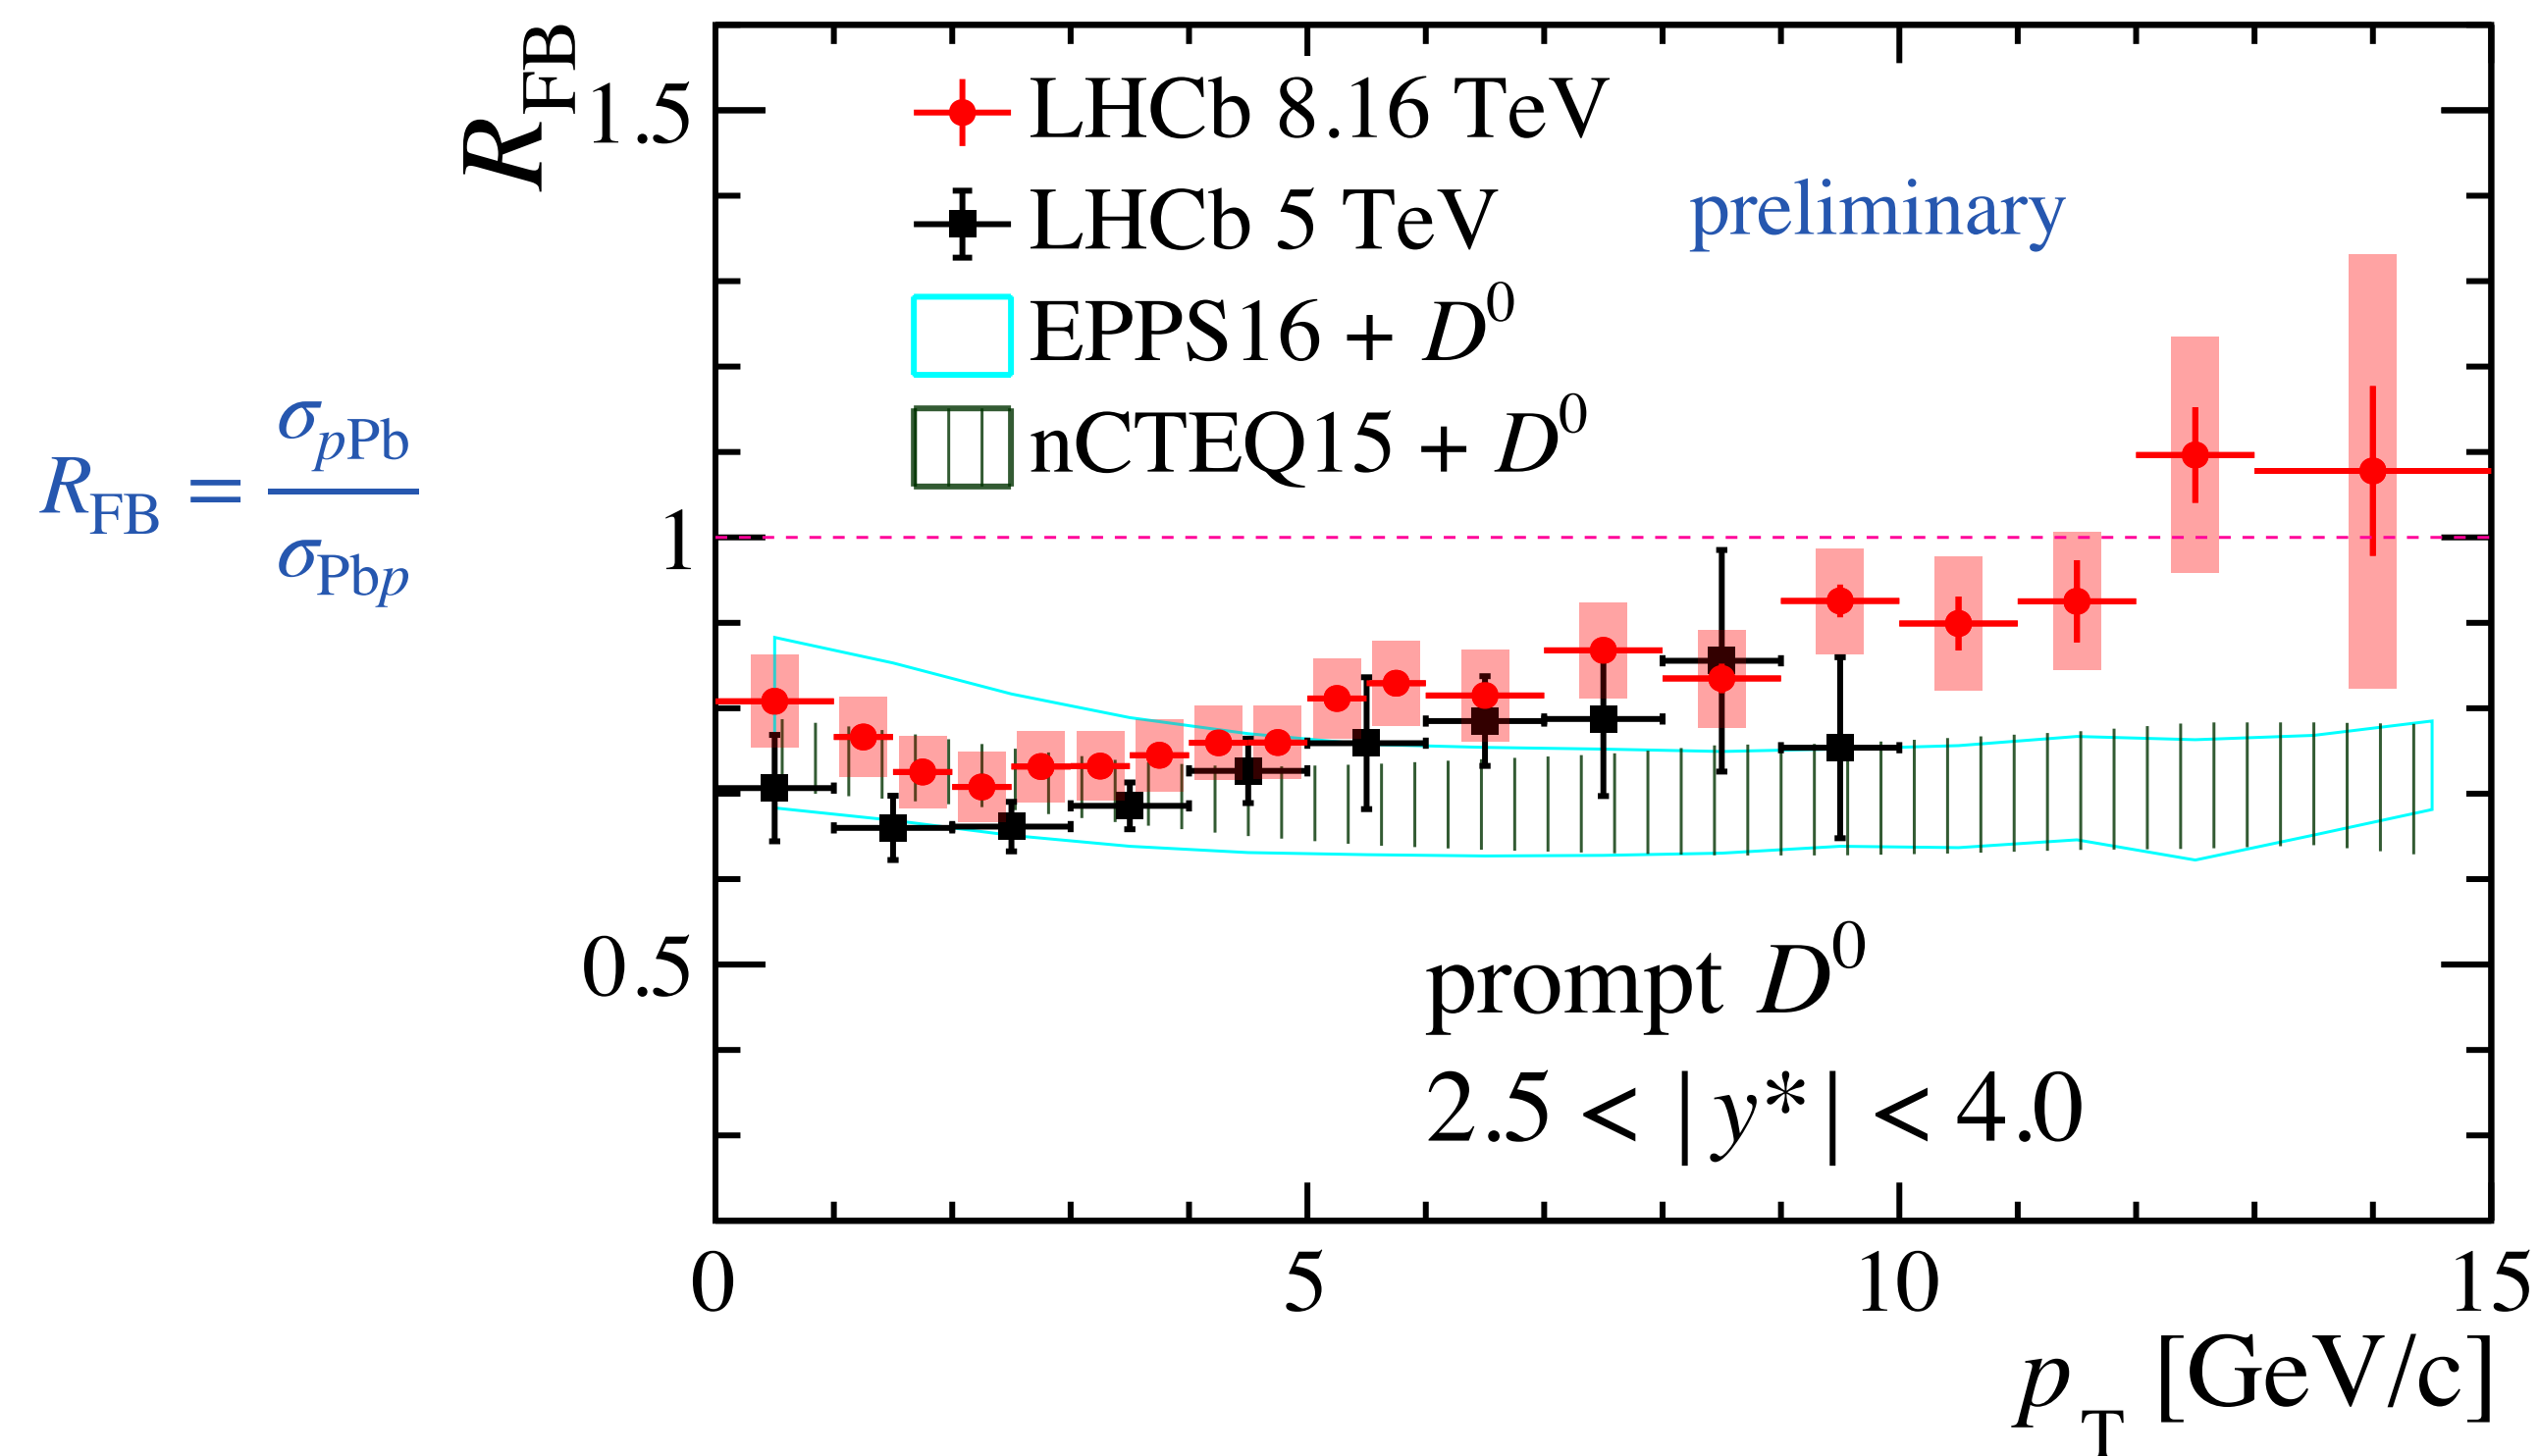 R_FB
1.5
1
0.5
LHCb 8.16 TeV
LHCb 5 TeV
EPPS16 + D^0
nCTEQ15 + D^0
preliminary
R_FB = σ_pPb / σ_Pbp
prompt D^0
2.5 < |y*| < 4.0
0 5 10 15
p_T [GeV/c]